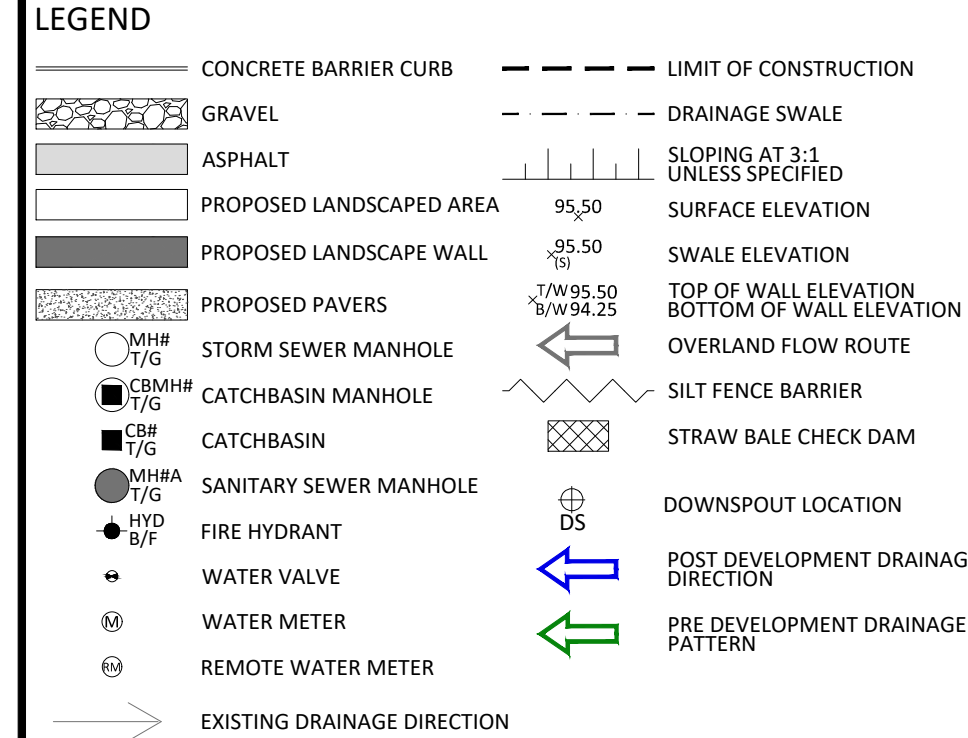 LEGEND
CONCRETE BARRIER CURB
GRAVEL
ASPHALT
PROPOSED LANDSCAPED AREA
PROPOSED LANDSCAPE WALL
PROPOSED PAVERS
MH#
T/G
STORM SEWER MANHOLE
CBMH#
T/G
CATCHBASIN MANHOLE
CB#
T/G
CATCHBASIN
MH#A
T/G
SANITARY SEWER MANHOLE
HYD
B/F
FIRE HYDRANT
WATER VALVE
M
WATER METER
RM
REMOTE WATER METER
EXISTING DRAINAGE DIRECTION
LIMIT OF CONSTRUCTION
DRAINAGE SWALE
SLOPING AT 3:1
UNLESS SPECIFIED
95.50
SURFACE ELEVATION
95.50
(S)
SWALE ELEVATION
T/W 95.50
B/W 94.25
TOP OF WALL ELEVATION
BOTTOM OF WALL ELEVATION
OVERLAND FLOW ROUTE
SILT FENCE BARRIER
STRAW BALE CHECK DAM
DS
DOWNSPOUT LOCATION
POST DEVELOPMENT DRAINAG
DIRECTION
PRE DEVELOPMENT DRAINAGE
PATTERN